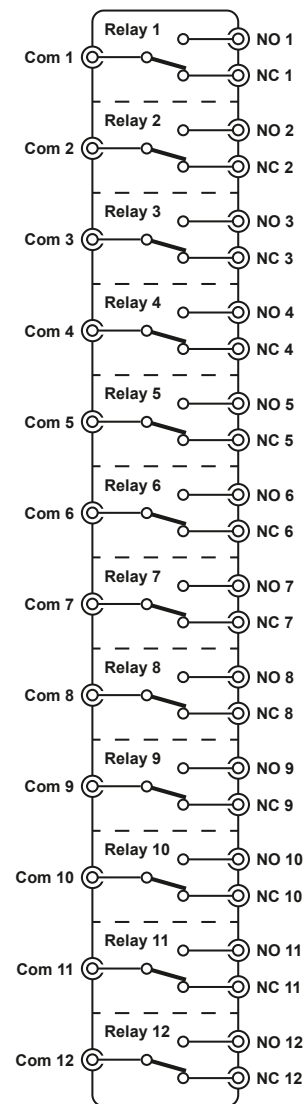 Relay 1
NO 1
Com 1
NC 1
Relay 2
NO 2
Com 2
NC 2
Relay 3
NO 3
Com 3
NC 3
Relay 4
NO 4
Com 4
NC 4
Relay 5
NO 5
Com 5
NC 5
Relay 6
NO 6
Com 6
NC 6
Relay 7
NO 7
Com 7
NC 7
Relay 8
NO 8
Com 8
NC 8
Relay 9
NO 9
Com 9
NC 9
Relay 10
NO 10
Com 10
NC 10
Relay 11
NO 11
Com 11
NC 11
Relay 12
NO 12
Com 12
NC 12